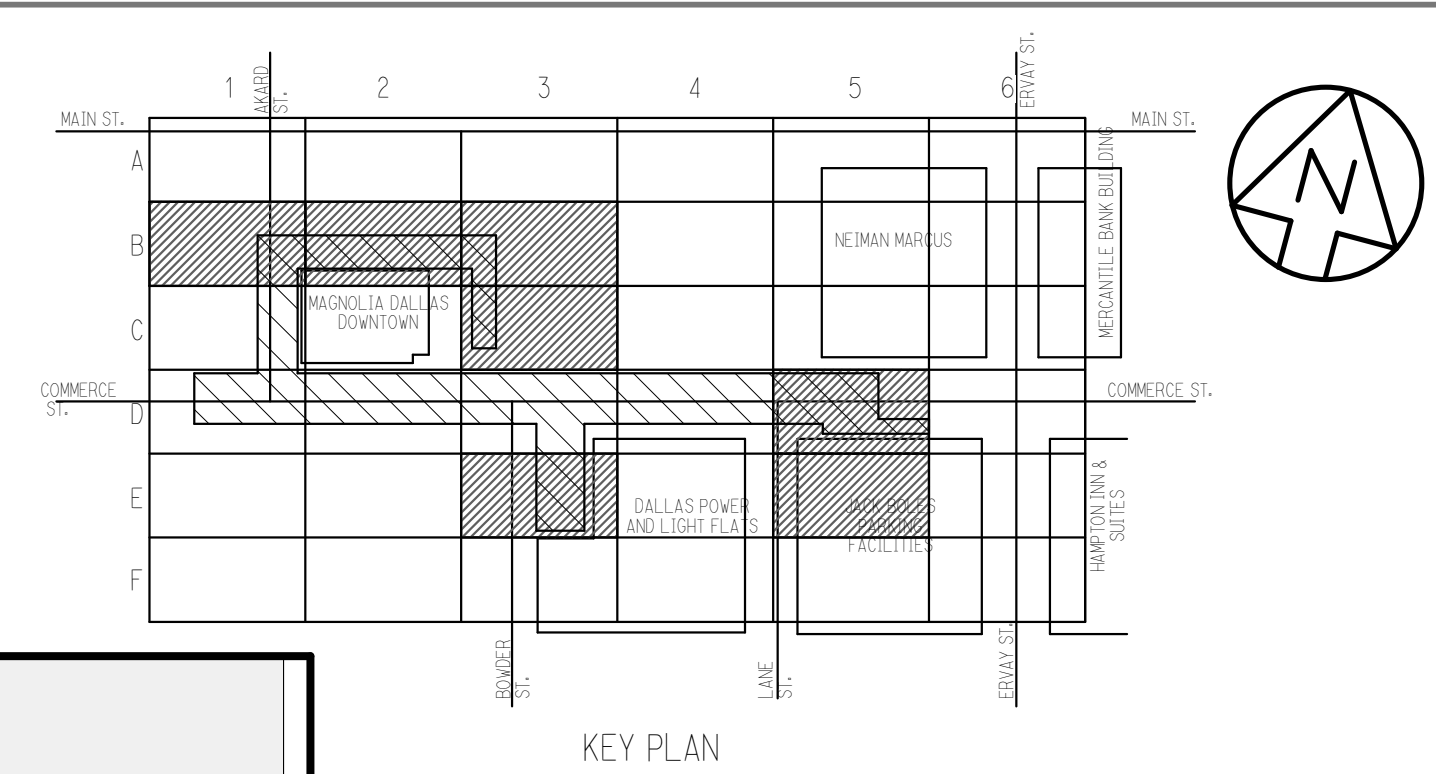 1
AKARD
ST.
2
3
4
5
6
ERVAY ST.
MAIN ST.
MAIN ST.
A
B
C
D
E
F
NEIMAN MARCUS
MERCANTILE BANK BUILDING
N
MAGNOLIA DALLAS
DOWNTOWN
COMMERCE
ST.
COMMERCE ST.
DALLAS POWER
AND LIGHT FLATS
JACK BOLES
PARKING
FACILITIES
HAMPTON INN &
SUITES
BOWDER
ST.
LANE
ST.
ERVAY ST.
KEY PLAN